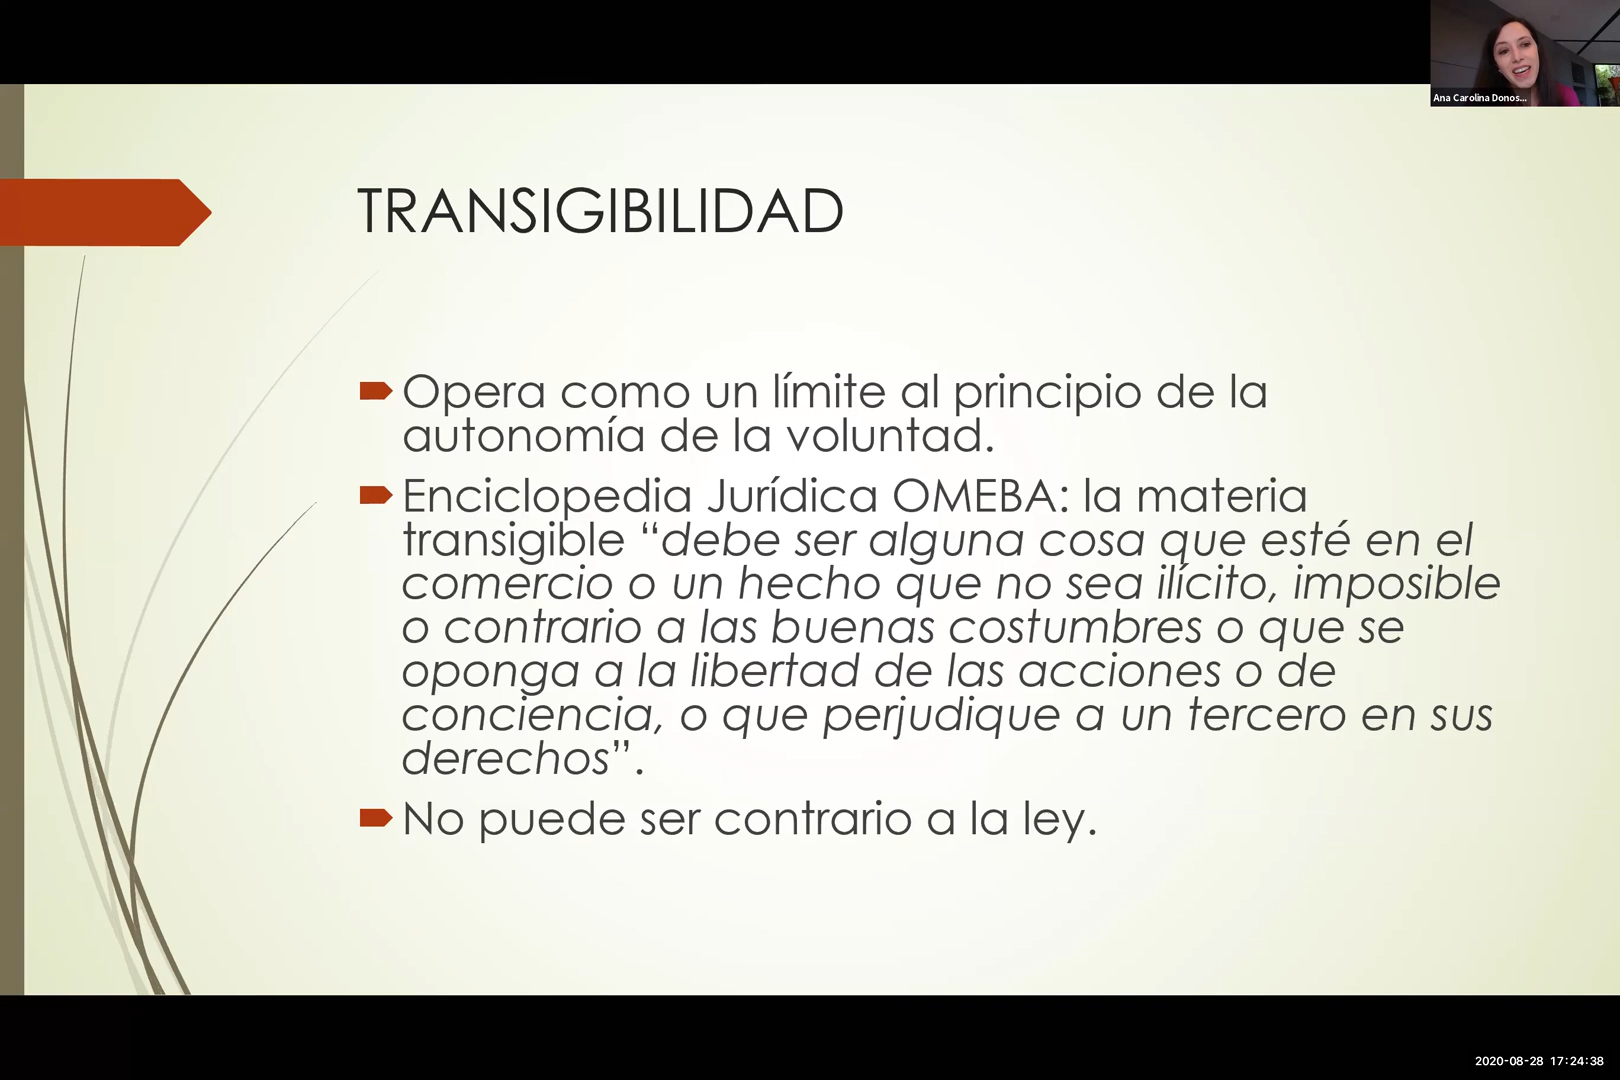 Ana Carolina Donos...
TRANSIGIBILIDAD
Opera como un límite al principio de la
autonomía de la voluntad.
Enciclopedia Jurídica OMEBA: la materia
transigible “debe ser alguna cosa que esté en el
comercio o un hecho que no sea ilícito, imposible
o contrario a las buenas costumbres o que se
oponga a la libertad de las acciones o de
conciencia, o que perjudique a un tercero en sus
derechos”.
No puede ser contrario a la ley.
2020-08-28 17:24:38